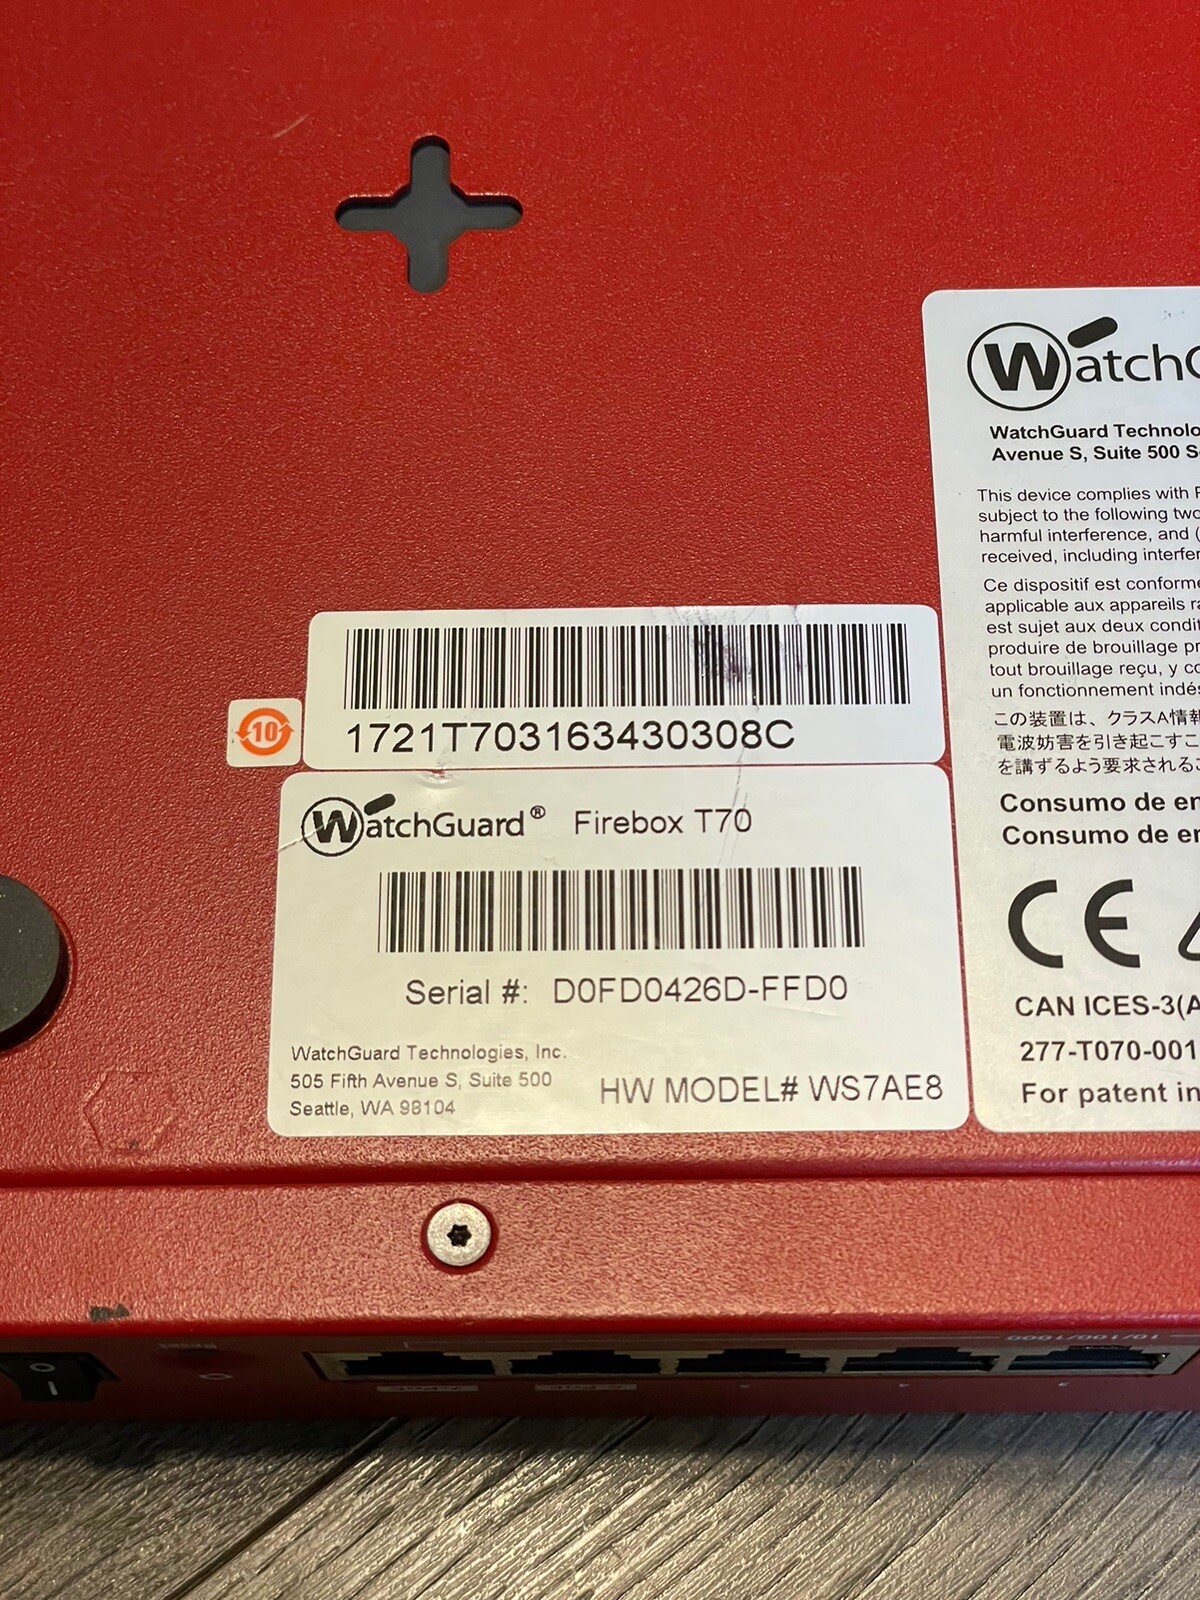 WatchG
WatchGuard Technolo
Avenue S, Suite 500 S
This device complies with F
subject to the following two
harmful interference, and (
received, including interfer
Ce dispositif est conforme
applicable aux appareils ra
est sujet aux deux condit
produire de brouillage pr
tout brouillage reçu, y co
un fonctionnement indés
この装置は、クラスA情報
電波妨害を引き起こすこ
を講ずるよう要求されるこ
Consumo de en
Consumo de en
CE
CAN ICES-3(A
277-T070-001
For patent in
1721T703163430308C
10
WatchGuard® Firebox T70
Serial #: D0FD0426D-FFD0
WatchGuard Technologies, Inc.
505 Fifth Avenue S, Suite 500
Seattle, WA 98104
HW MODEL# WS7AE8
10/100/1000